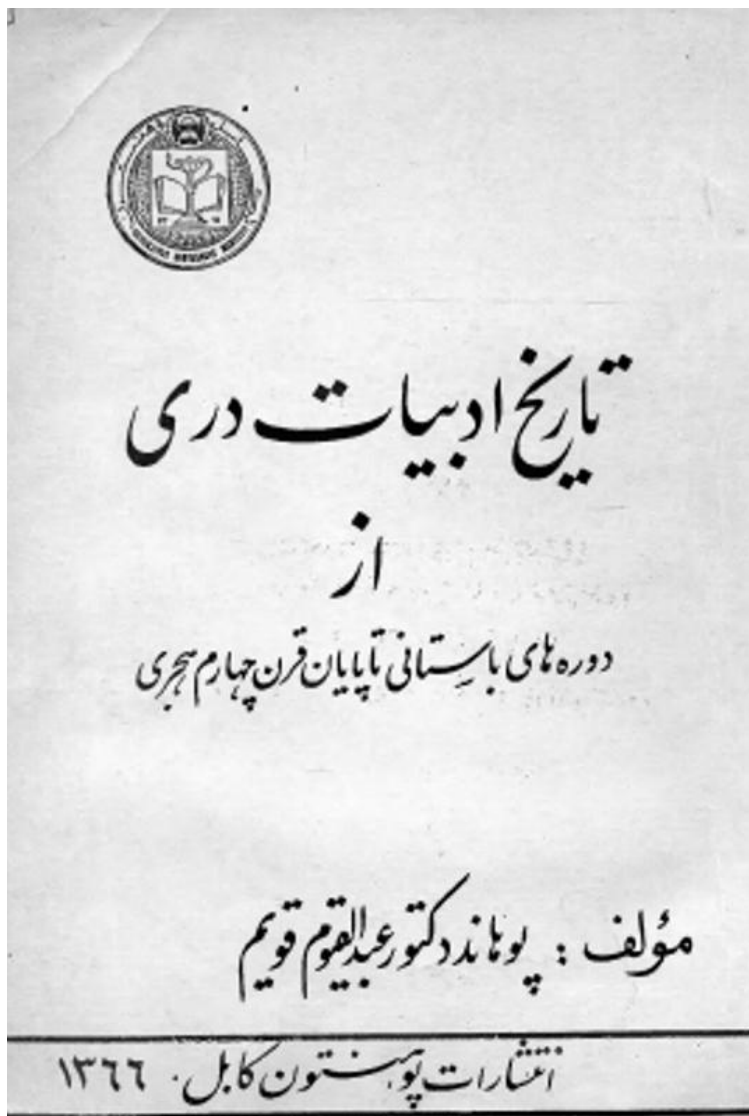 تاریخ ادبیات دری
از
دوره های باستانی تا پایان قرن چهارم هجری
مؤلف : پوهاند دکتور عبدالقیوم قویم
انتشارات پوهنتون کابل. ۱۳۶۶